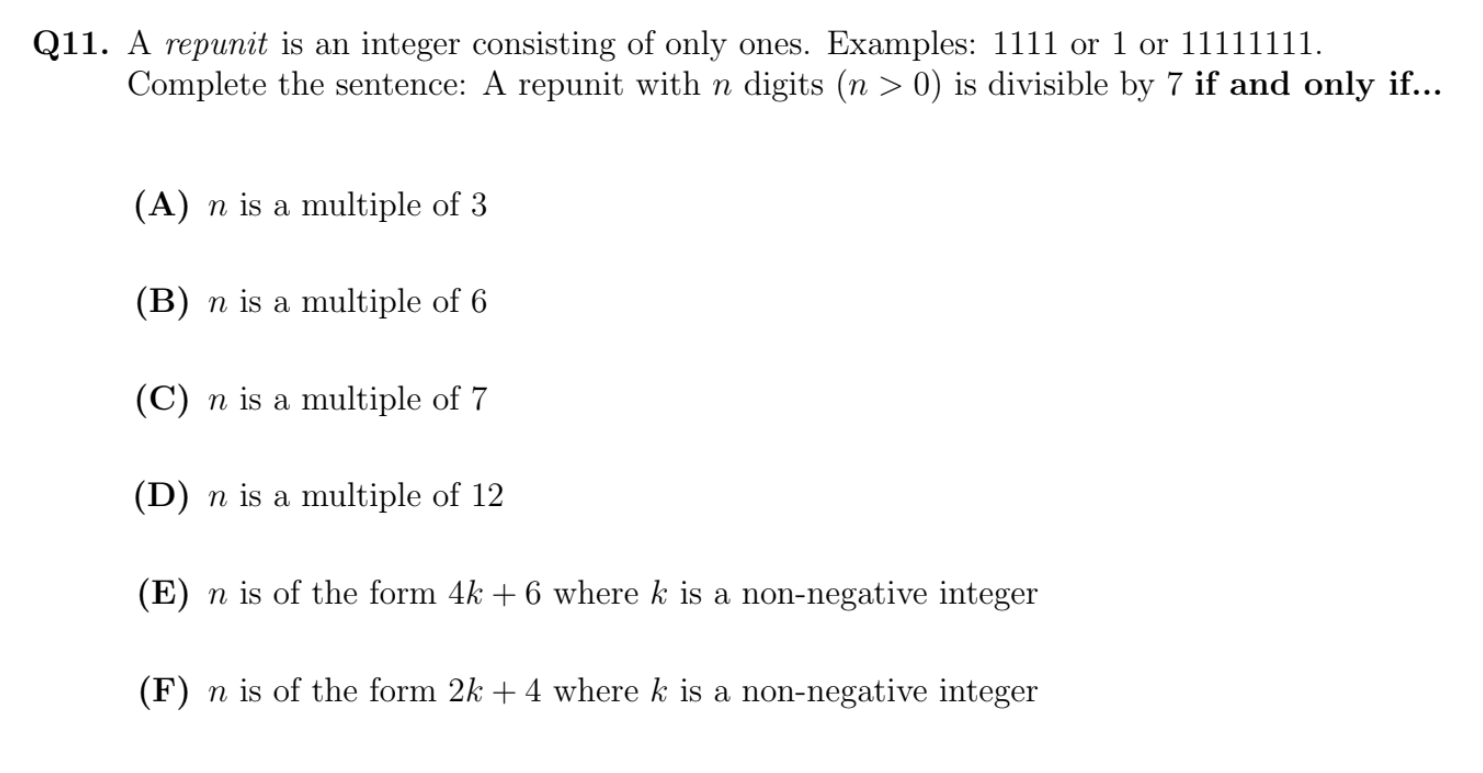 Q11. A repunit is an integer consisting of only ones. Examples: 1111 or 1 or 11111111.
Complete the sentence: A repunit with n digits (n > 0) is divisible by 7 if and only if...
(A) n is a multiple of 3
(B) n is a multiple of 6
(C) n is a multiple of 7
(D) n is a multiple of 12
(E) n is of the form 4k + 6 where k is a non-negative integer
(F) n is of the form 2k + 4 where k is a non-negative integer